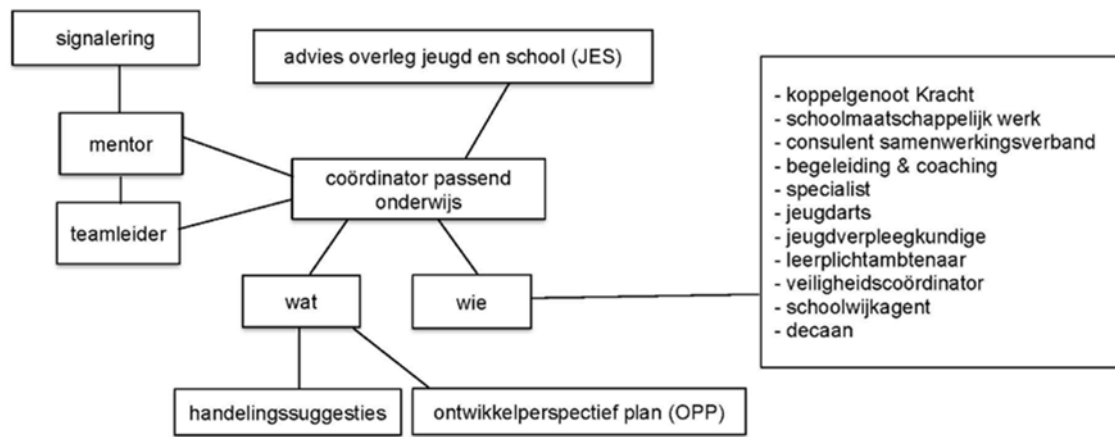 signalering
advies overleg jeugd en school (JES)
mentor
coördinator passend
onderwijs
teamleider
wat
wie
handelingssuggesties
ontwikkelperspectief plan (OPP)
- koppelgenoot Kracht
- schoolmaatschappelijk werk
- consulent samenwerkingsverband
- begeleiding & coaching
- specialist
- jeugdarts
- jeugdverpleegkundige
- leerplichtambtenaar
- veiligheidscoördinator
- schoolwijkagent
- decaan